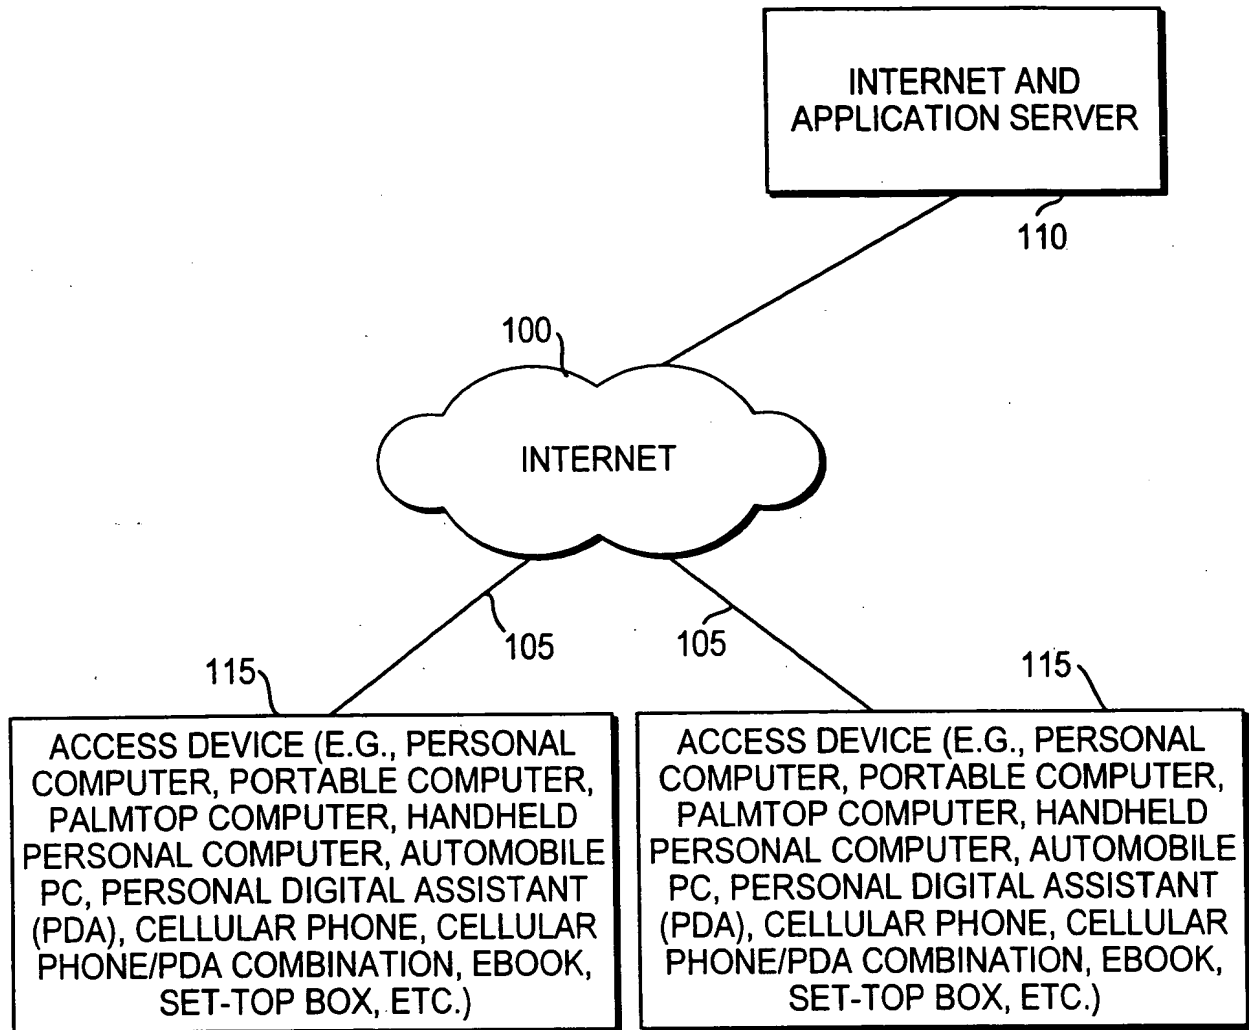 INTERNET AND
APPLICATION SERVER
110
100
INTERNET
105
105
115
115
ACCESS DEVICE (E.G., PERSONAL
COMPUTER, PORTABLE COMPUTER,
PALMTOP COMPUTER, HANDHELD
PERSONAL COMPUTER, AUTOMOBILE
PC, PERSONAL DIGITAL ASSISTANT
(PDA), CELLULAR PHONE, CELLULAR
PHONE/PDA COMBINATION, EBOOK,
SET-TOP BOX, ETC.)
ACCESS DEVICE (E.G., PERSONAL
COMPUTER, PORTABLE COMPUTER,
PALMTOP COMPUTER, HANDHELD
PERSONAL COMPUTER, AUTOMOBILE
PC, PERSONAL DIGITAL ASSISTANT
(PDA), CELLULAR PHONE, CELLULAR
PHONE/PDA COMBINATION, EBOOK,
SET-TOP BOX, ETC.)